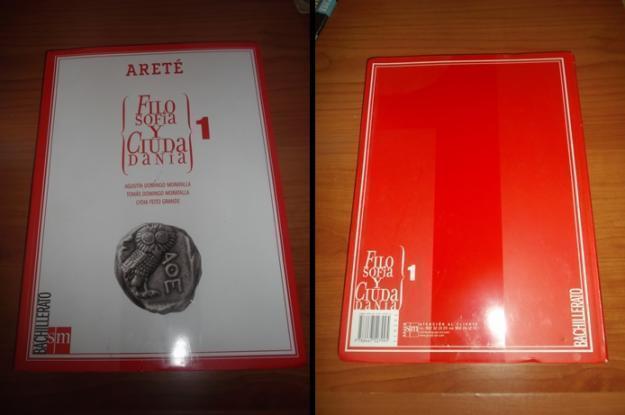 ARETÉ
FILO
SOFÍA
Y
CIUDA
DANÍA
1
AGUSTÍN DOMINGO MORATALLA
TOMÁS DOMINGO MORATALLA
LYDIA FEITO GRANDE
ΑΘΕ
BACHILLERATO
sm
FILO
SOFÍA
Y
CIUDA
DANÍA
1
sm
ATENCIÓN AL CLIENTE
BACHILLERATO